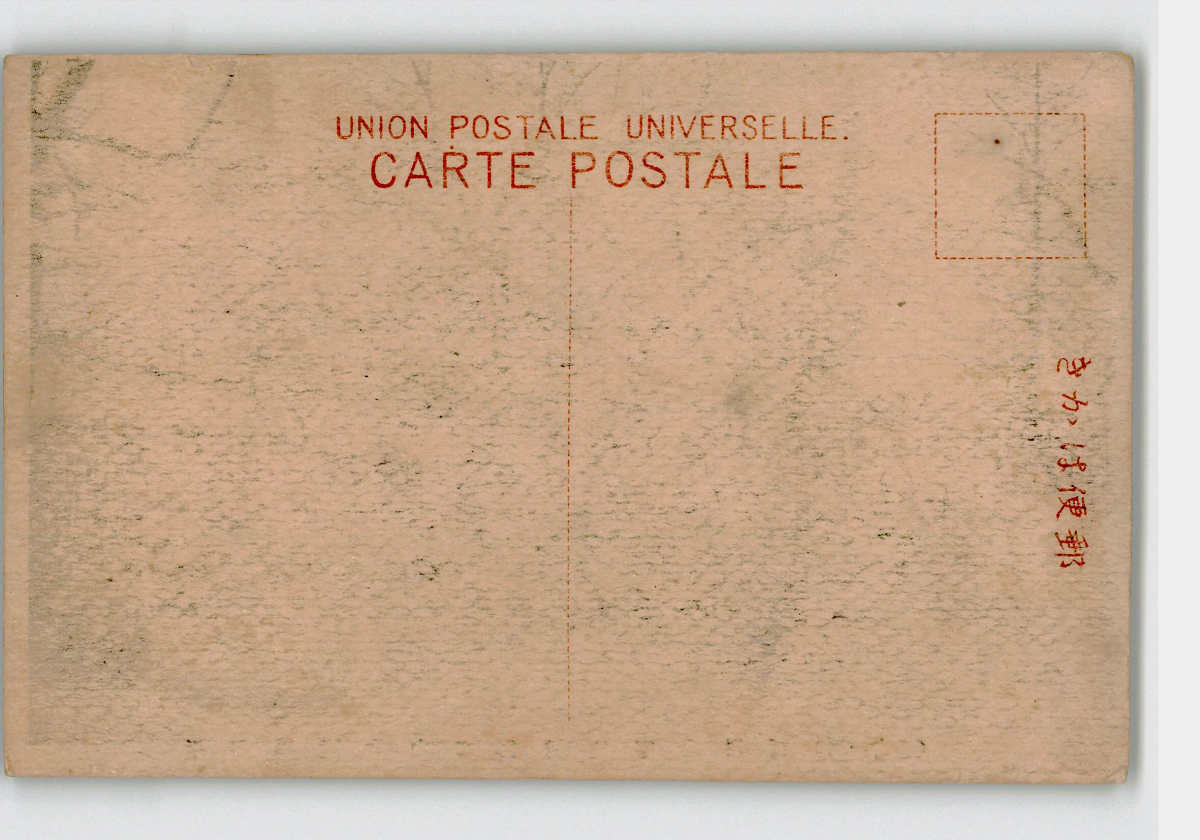 UNION POSTALE UNIVERSELLE.
CARTE POSTALE
きかは便郵